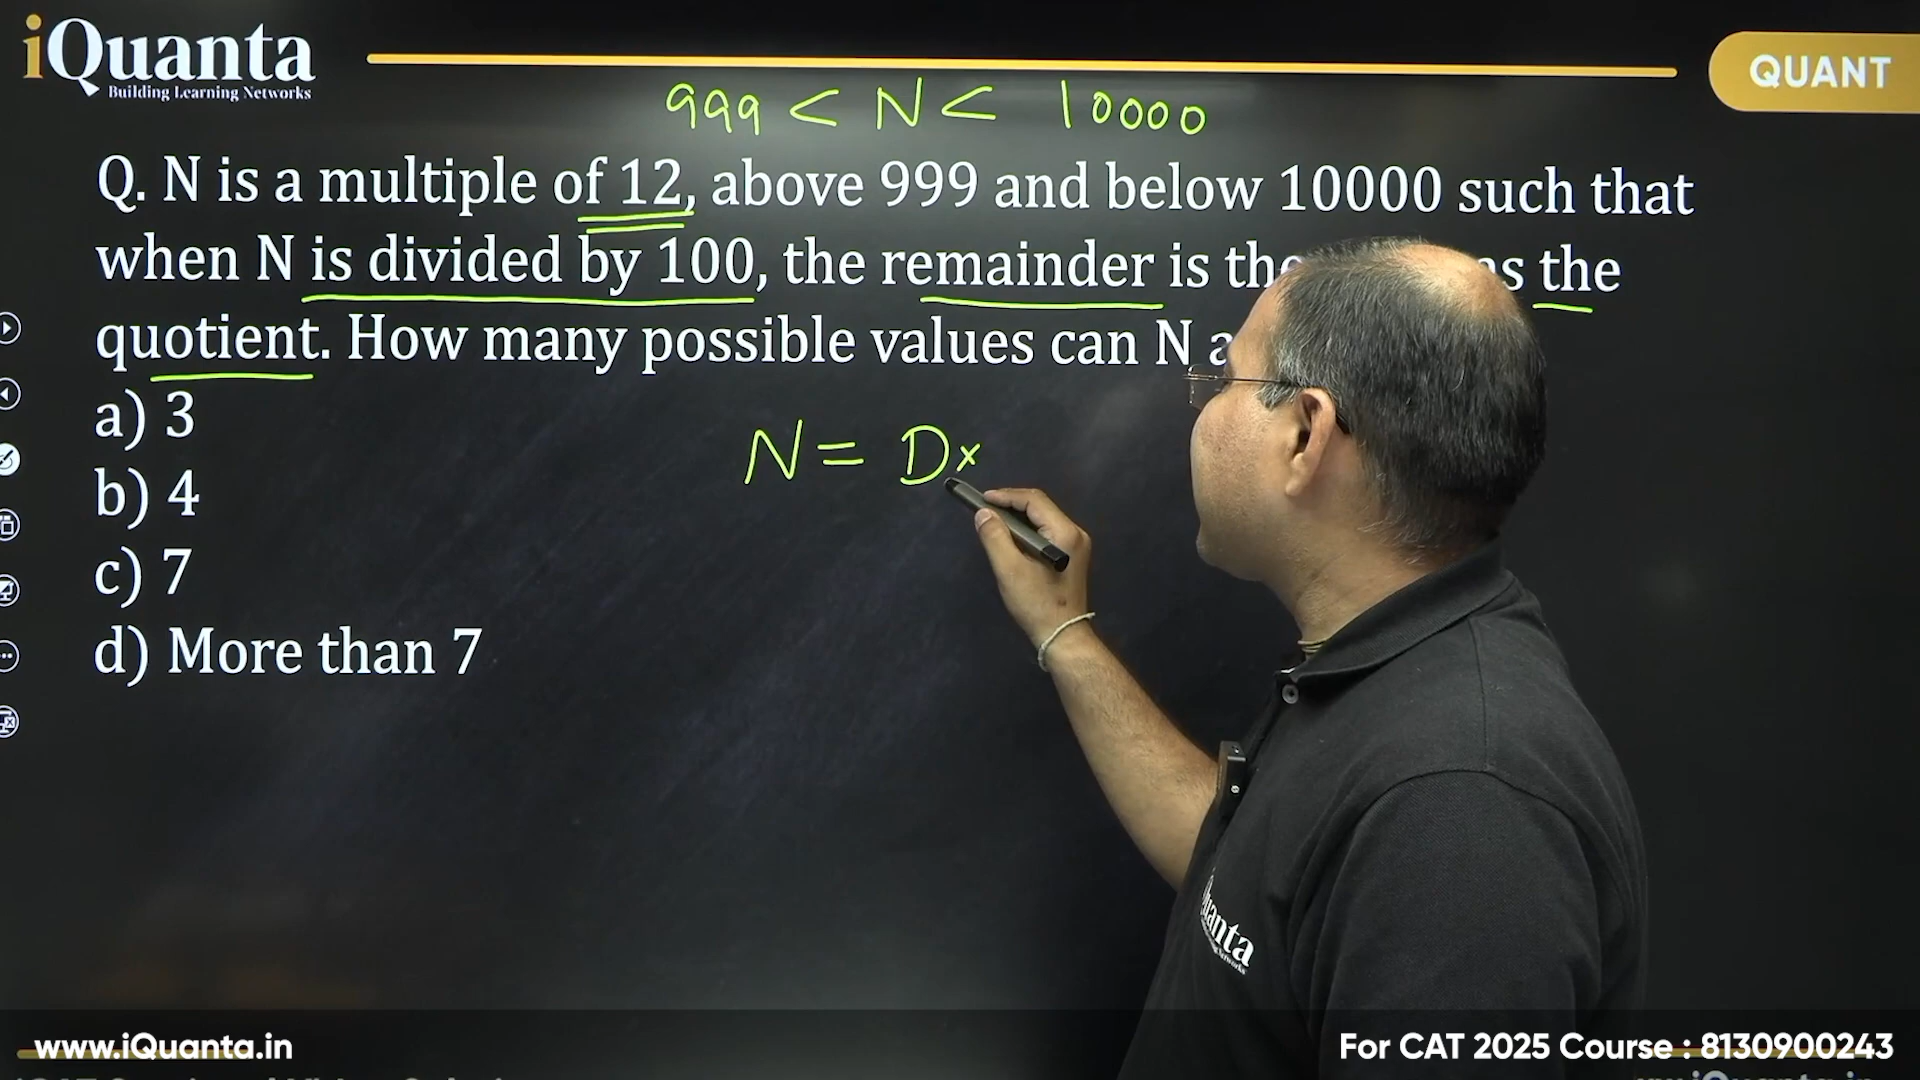 iQuanta
Building Learning Networks
QUANT
999 < N < 10000
Q. N is a multiple of 12, above 999 and below 10000 such that
when N is divided by 100, the remainder is the as the
quotient. How many possible values can N
a) 3
b) 4
c) 7
d) More than 7
N = D×
www.iQuanta.in
For CAT 2025 Course : 8130900243